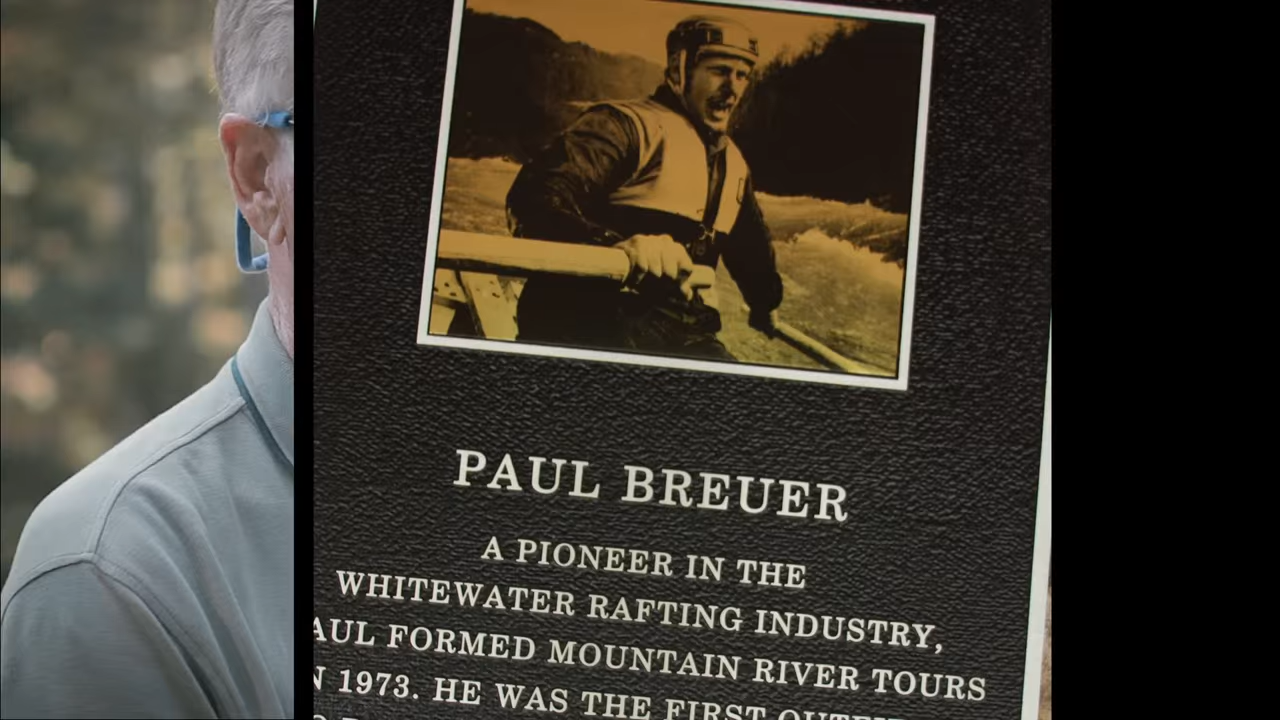 PAUL BREUER
A PIONEER IN THE
WHITEWATER RAFTING INDUSTRY,
AUL FORMED MOUNTAIN RIVER TOURS
N 1973. HE WAS THE FIRST